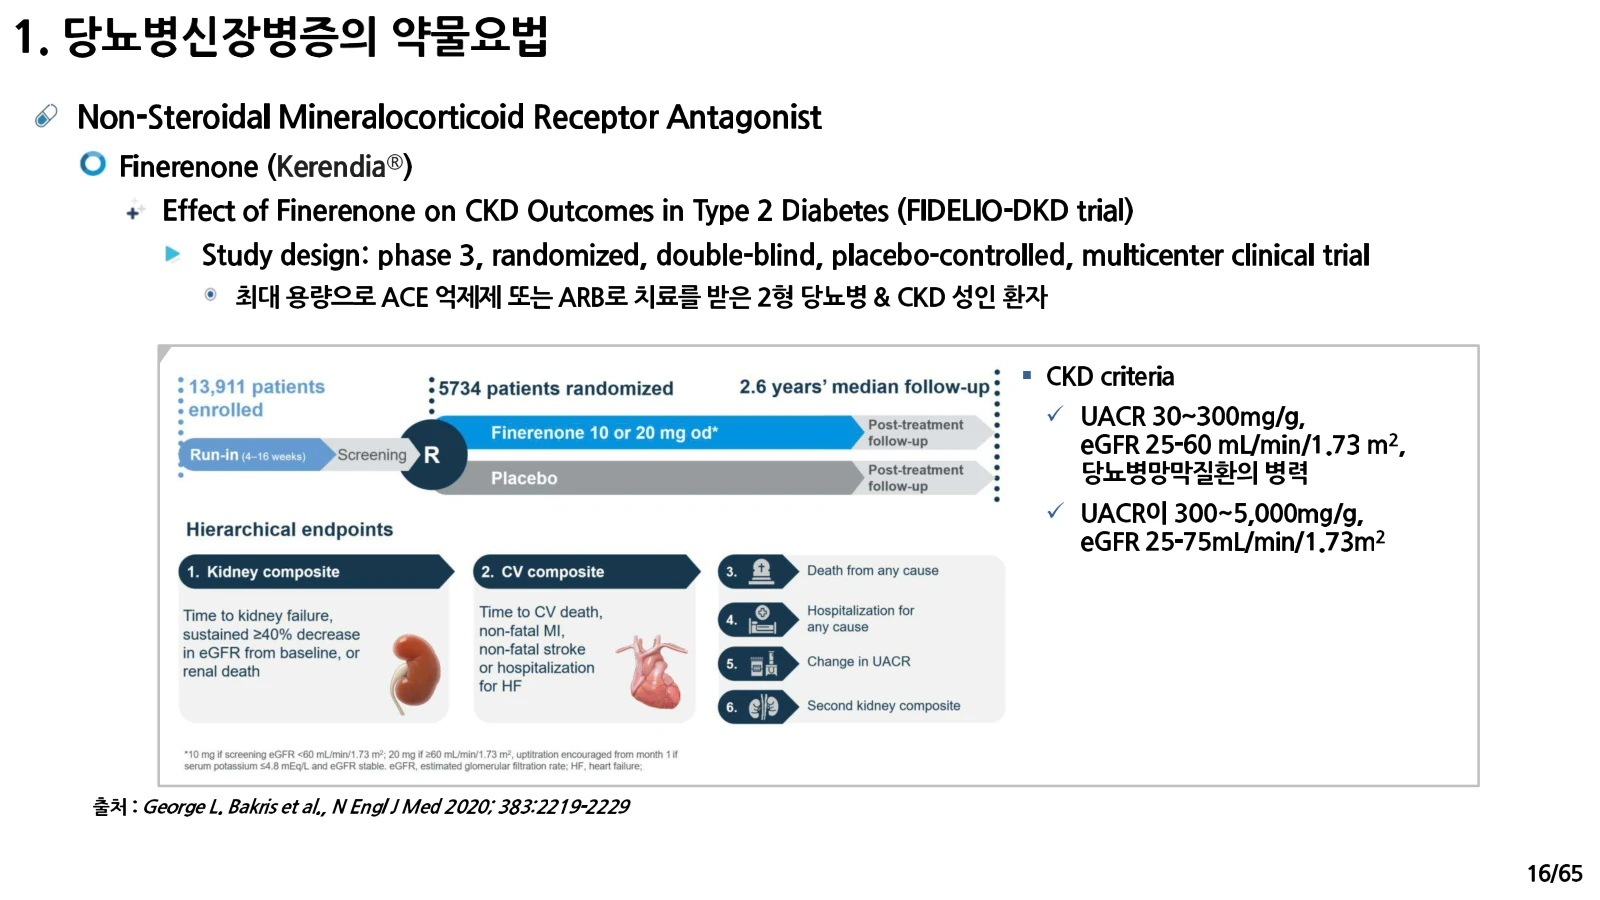 1. 당뇨병신장병증의 약물요법
Non-Steroidal Mineralocorticoid Receptor Antagonist
Finerenone (Kerendia®)
Effect of Finerenone on CKD Outcomes in Type 2 Diabetes (FIDELIO-DKD trial)
Study design: phase 3, randomized, double-blind, placebo-controlled, multicenter clinical trial
최대 용량으로 ACE 억제제 또는 ARB로 치료를 받은 2형 당뇨병 & CKD 성인 환자
13,911 patients
enrolled
5734 patients randomized
2.6 years’ median follow-up
Run-in (4–16 weeks)
Screening
R
Finerenone 10 or 20 mg od*
Post-treatment
follow-up
Placebo
Post-treatment
follow-up
Hierarchical endpoints
1. Kidney composite
Time to kidney failure,
sustained ≥40% decrease
in eGFR from baseline, or
renal death
2. CV composite
Time to CV death,
non-fatal MI,
non-fatal stroke
or hospitalization
for HF
3. Death from any cause
4. Hospitalization for
any cause
5. Change in UACR
6. Second kidney composite
*10 mg if screening eGFR <60 mL/min/1.73 m²; 20 mg if ≥60 mL/min/1.73 m², uptitration encouraged from month 1 if
serum potassium ≤4.8 mEq/L and eGFR stable. eGFR, estimated glomerular filtration rate; HF, heart failure;
CKD criteria
UACR 30~300mg/g,
eGFR 25-60 mL/min/1.73 m²,
당뇨병망막질환의 병력
UACR이 300~5,000mg/g,
eGFR 25-75mL/min/1.73m²
출처 : George L. Bakris et al., N Engl J Med 2020; 383:2219-2229
16/65